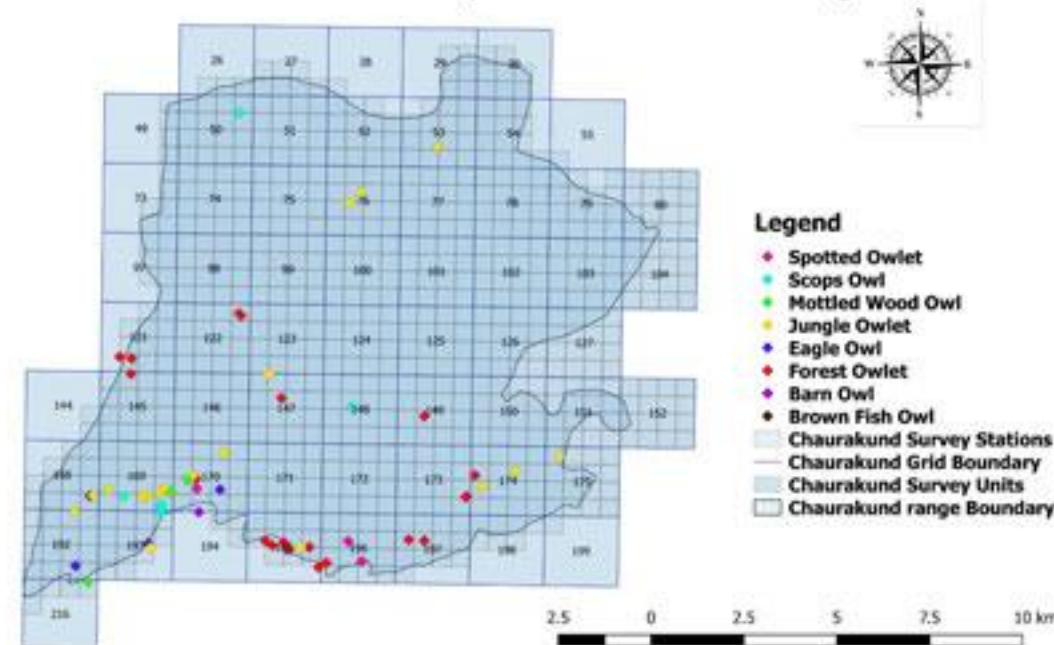 N
W
E
S
26 27 28 29 30
49 50 51 52 53 54 55
73 74 75 76 77 78 79 80
97 98 99 100 101 102 103 104
121 122 123 124 125 126 127
144 145 146 147 148 149 150 151 152
168 169 170 171 172 174 175
192 193 194 196 197 198 199
216
Legend
Spotted Owlet
Scops Owl
Mottled Wood Owl
Jungle Owlet
Eagle Owl
Forest Owlet
Barn Owl
Brown Fish Owl
Chaurakund Survey Stations
Chaurakund Grid Boundary
Chaurakund Survey Units
Chaurakund range Boundary
2.5 0 2.5 5 7.5 10 km